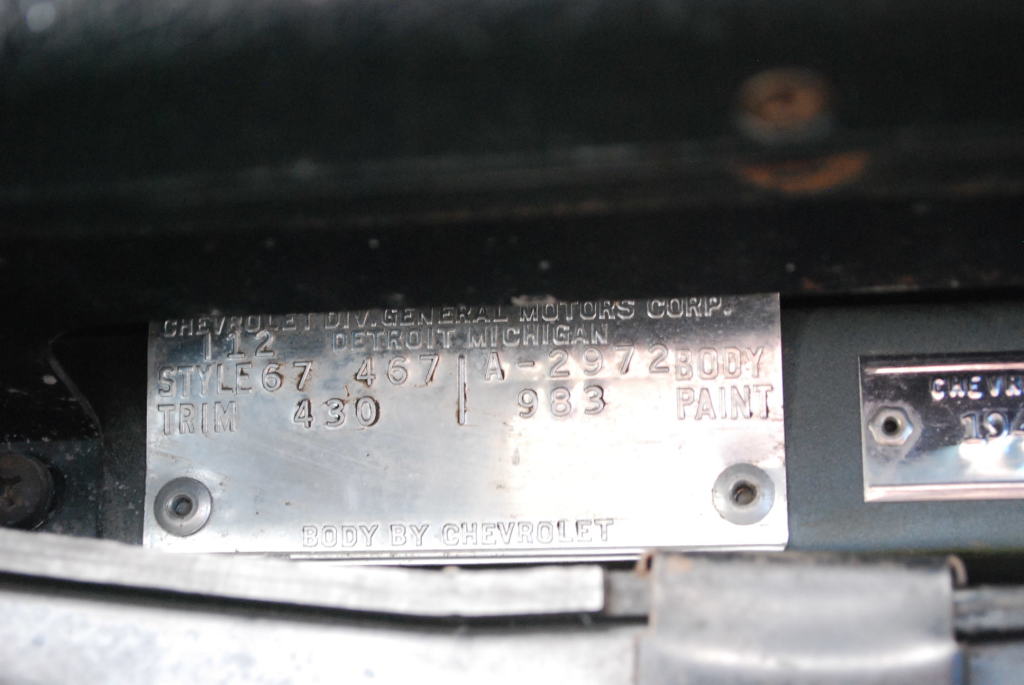 CHEVROLET DIV. GENERAL MOTORS CORP.
DETROIT MICHIGAN
112
STYLE 67 467 A-2972 BODY
TRIM 430 983 PAINT
BODY BY CHEVROLET